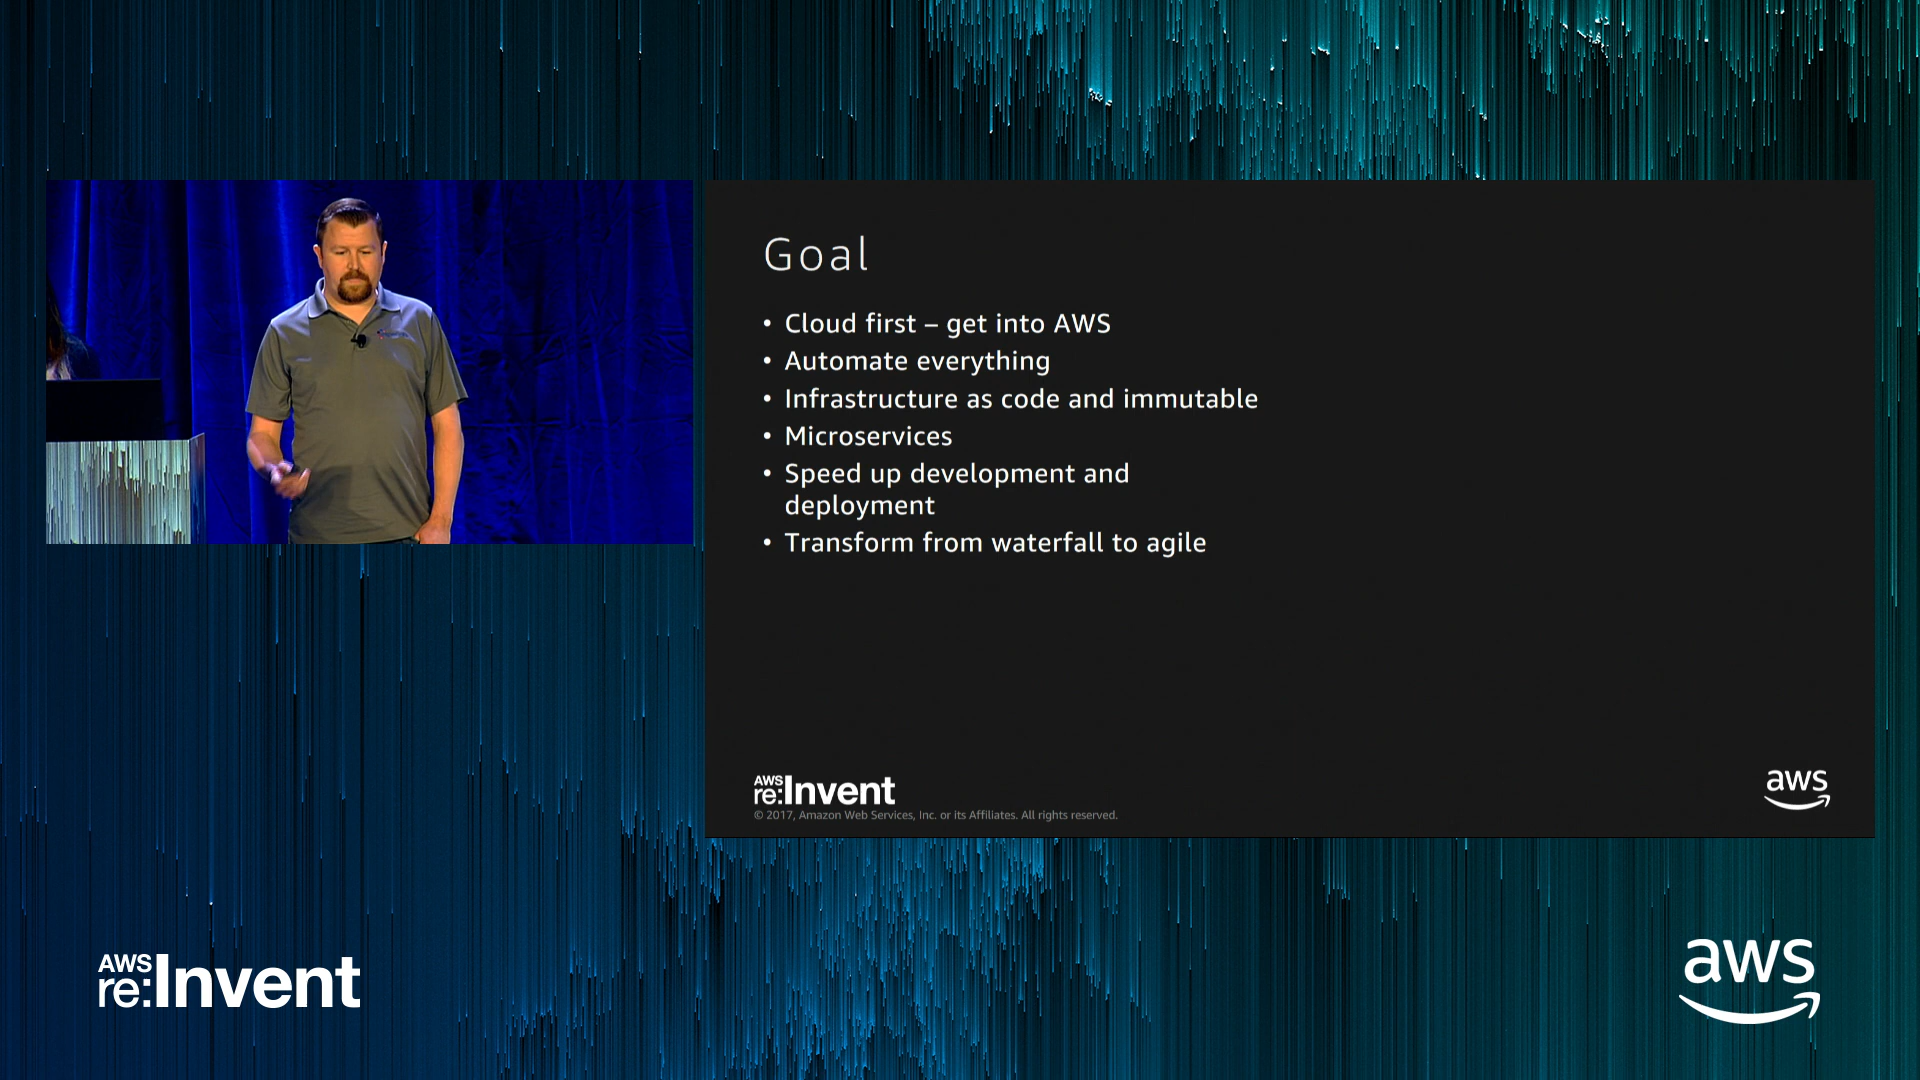 Goal
• Cloud first – get into AWS
• Automate everything
• Infrastructure as code and immutable
• Microservices
• Speed up development and
deployment
• Transform from waterfall to agile
AWS
re:Invent
© 2017, Amazon Web Services, Inc. or its Affiliates. All rights reserved.
aws
AWS
re:Invent
aws